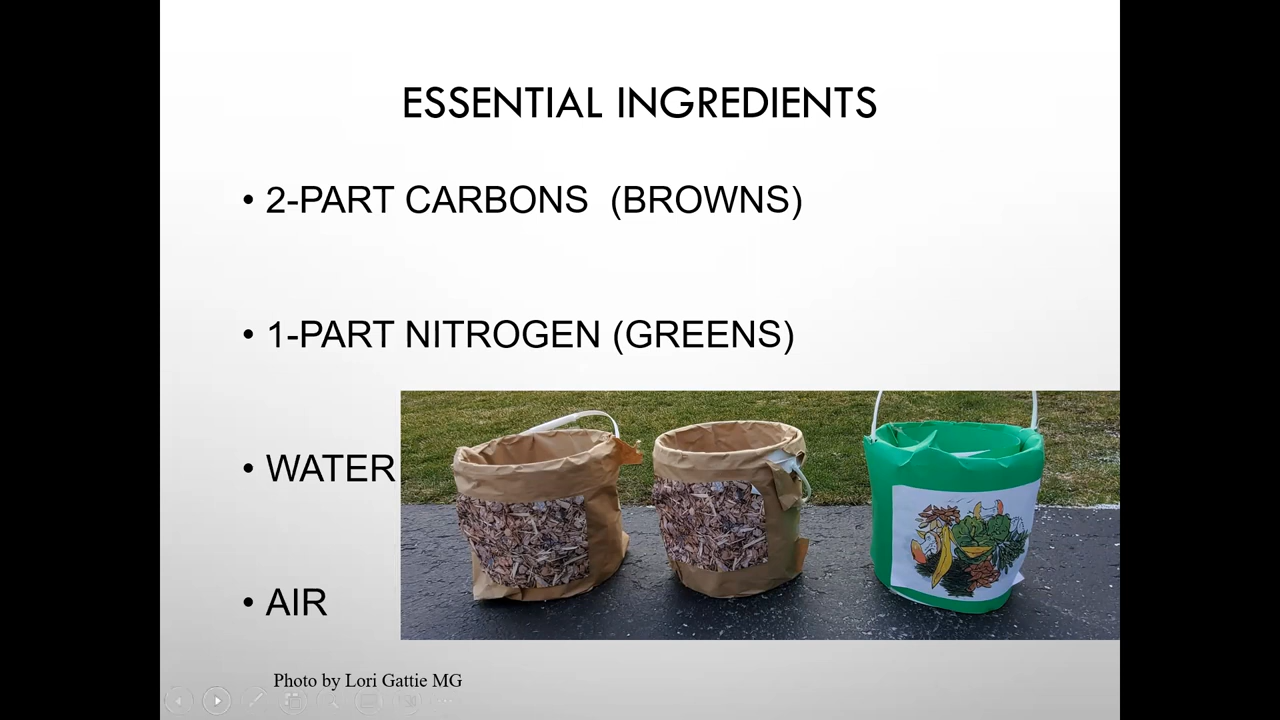 ESSENTIAL INGREDIENTS
• 2-PART CARBONS (BROWNS)
• 1-PART NITROGEN (GREENS)
• WATER
• AIR
Photo by Lori Gattie MG